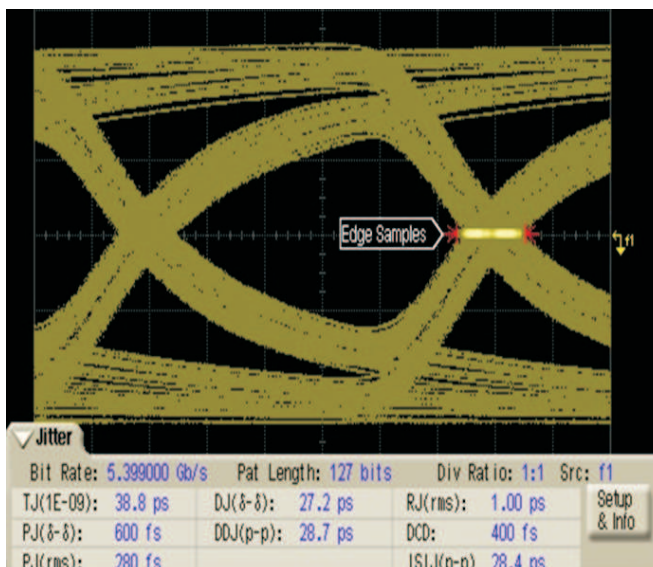 Edge Samples
f1
Jitter
Bit Rate: 5.399000 Gb/s Pat Length: 127 bits Div Ratio: 1:1 Src: f1
TJ(1E-09): 38.8 ps DJ(δ-δ): 27.2 ps RJ(rms): 1.00 ps Setup & Info
PJ(δ-δ): 600 fs DDJ(p-p): 28.7 ps DCD: 400 fs
PJ(rms): 280 fs ISIJ(p-p) 28.4 ps